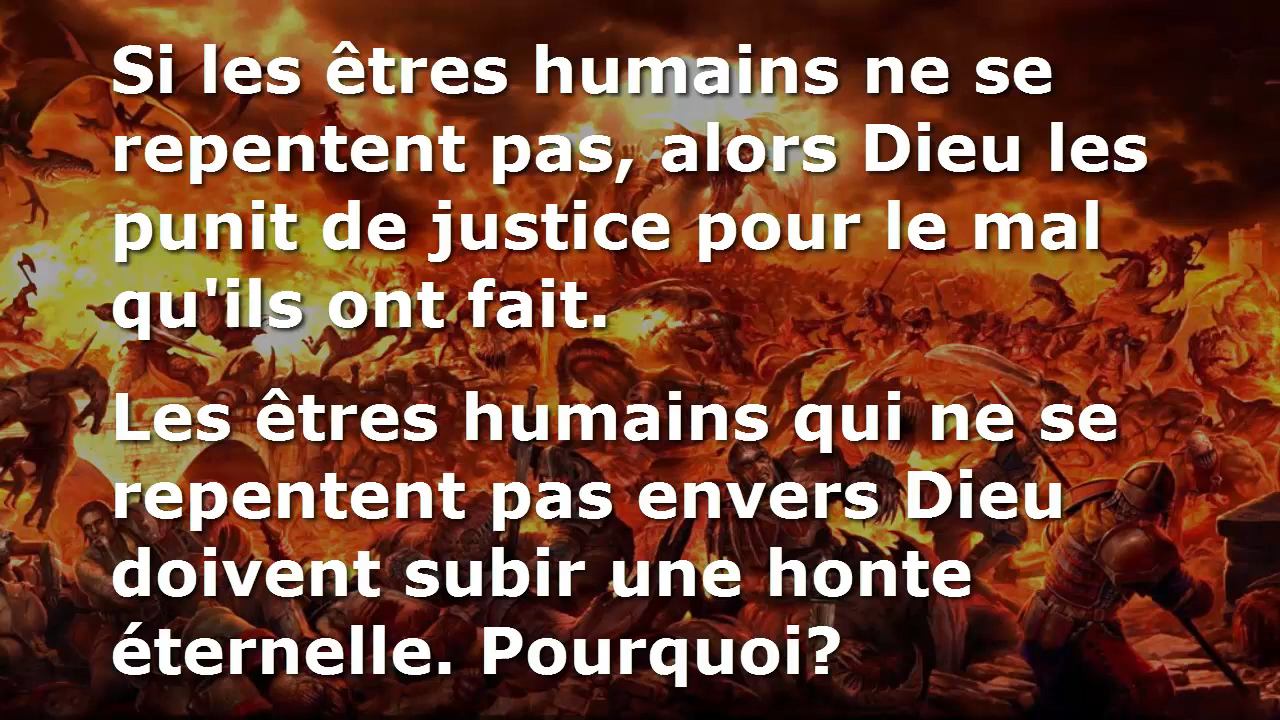 Si les êtres humains ne se
repentent pas, alors Dieu les
punit de justice pour le mal
qu'ils ont fait.
Les êtres humains qui ne se
repentent pas envers Dieu
doivent subir une honte
éternelle. Pourquoi?